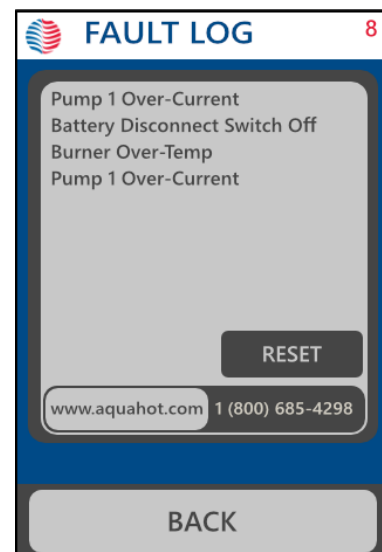 FAULT LOG 8
Pump 1 Over-Current
Battery Disconnect Switch Off
Burner Over-Temp
Pump 1 Over-Current
RESET
www.aquahot.com 1 (800) 685-4298
BACK